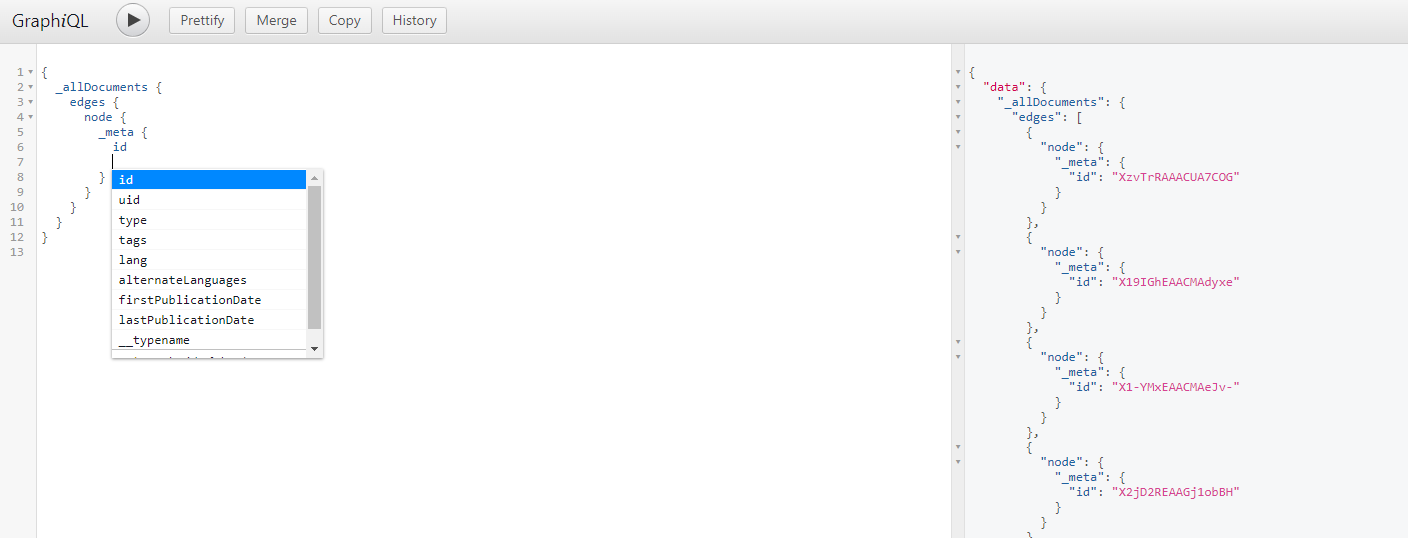 GraphiQL Prettify Merge Copy History
1 {
2 _allDocuments {
3 edges {
4 node {
5 _meta {
6 id
7
8 }
9 }
10 }
11 }
12 }
13
id
uid
type
tags
lang
alternateLanguages
firstPublicationDate
lastPublicationDate
__typename
{
"data": {
"_allDocuments": {
"edges": [
{
"node": {
"_meta": {
"id": "XzvTrRAAACUA7COG"
}
}
},
{
"node": {
"_meta": {
"id": "X19IGhEAACMAdyxe"
}
}
},
{
"node": {
"_meta": {
"id": "X1-YMxEAACMAeJv-"
}
}
},
{
"node": {
"_meta": {
"id": "X2jD2REAAGj1obBH"
}
}
}